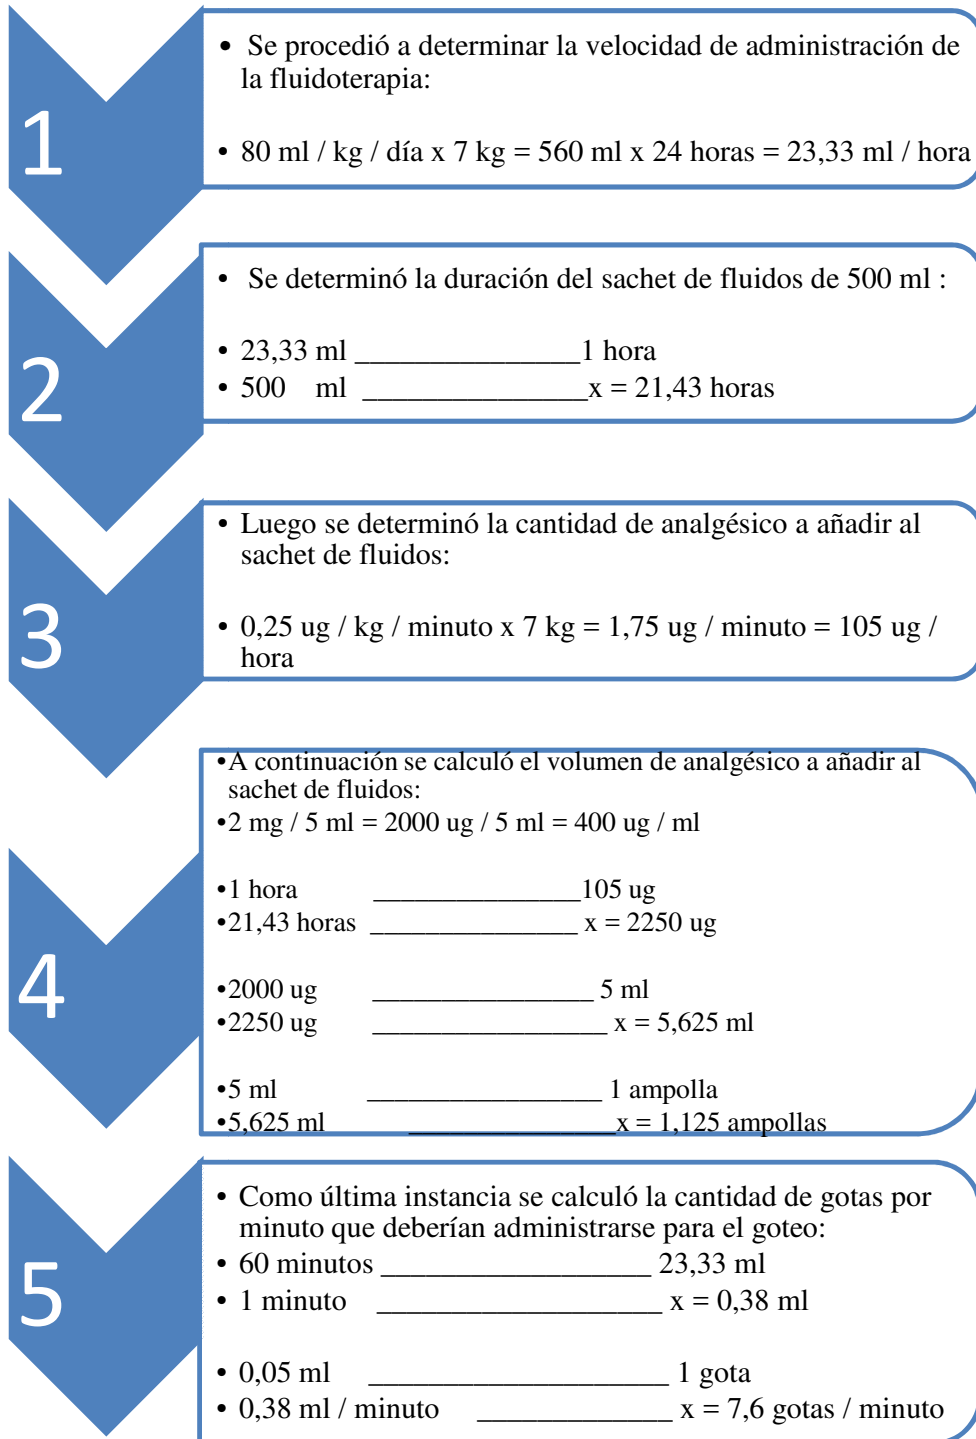 1
• Se procedió a determinar la velocidad de administración de
la fluidoterapia:
• 80 ml / kg / día x 7 kg = 560 ml x 24 horas = 23,33 ml / hora
2
• Se determinó la duración del sachet de fluidos de 500 ml :
• 23,33 ml _______________1 hora
• 500 ml _______________x = 21,43 horas
3
• Luego se determinó la cantidad de analgésico a añadir al
sachet de fluidos:
• 0,25 ug / kg / minuto x 7 kg = 1,75 ug / minuto = 105 ug /
hora
4
•A continuación se calculó el volumen de analgésico a añadir al
sachet de fluidos:
•2 mg / 5 ml = 2000 ug / 5 ml = 400 ug / ml
•1 hora _______________105 ug
•21,43 horas _______________ x = 2250 ug
•2000 ug ________________ 5 ml
•2250 ug _________________ x = 5,625 ml
•5 ml _________________ 1 ampolla
•5,625 ml _______________x = 1,125 ampollas
5
• Como última instancia se calculó la cantidad de gotas por
minuto que deberían administrarse para el goteo:
• 60 minutos __________________ 23,33 ml
• 1 minuto ___________________ x = 0,38 ml
• 0,05 ml ____________________ 1 gota
• 0,38 ml / minuto _____________ x = 7,6 gotas / minuto